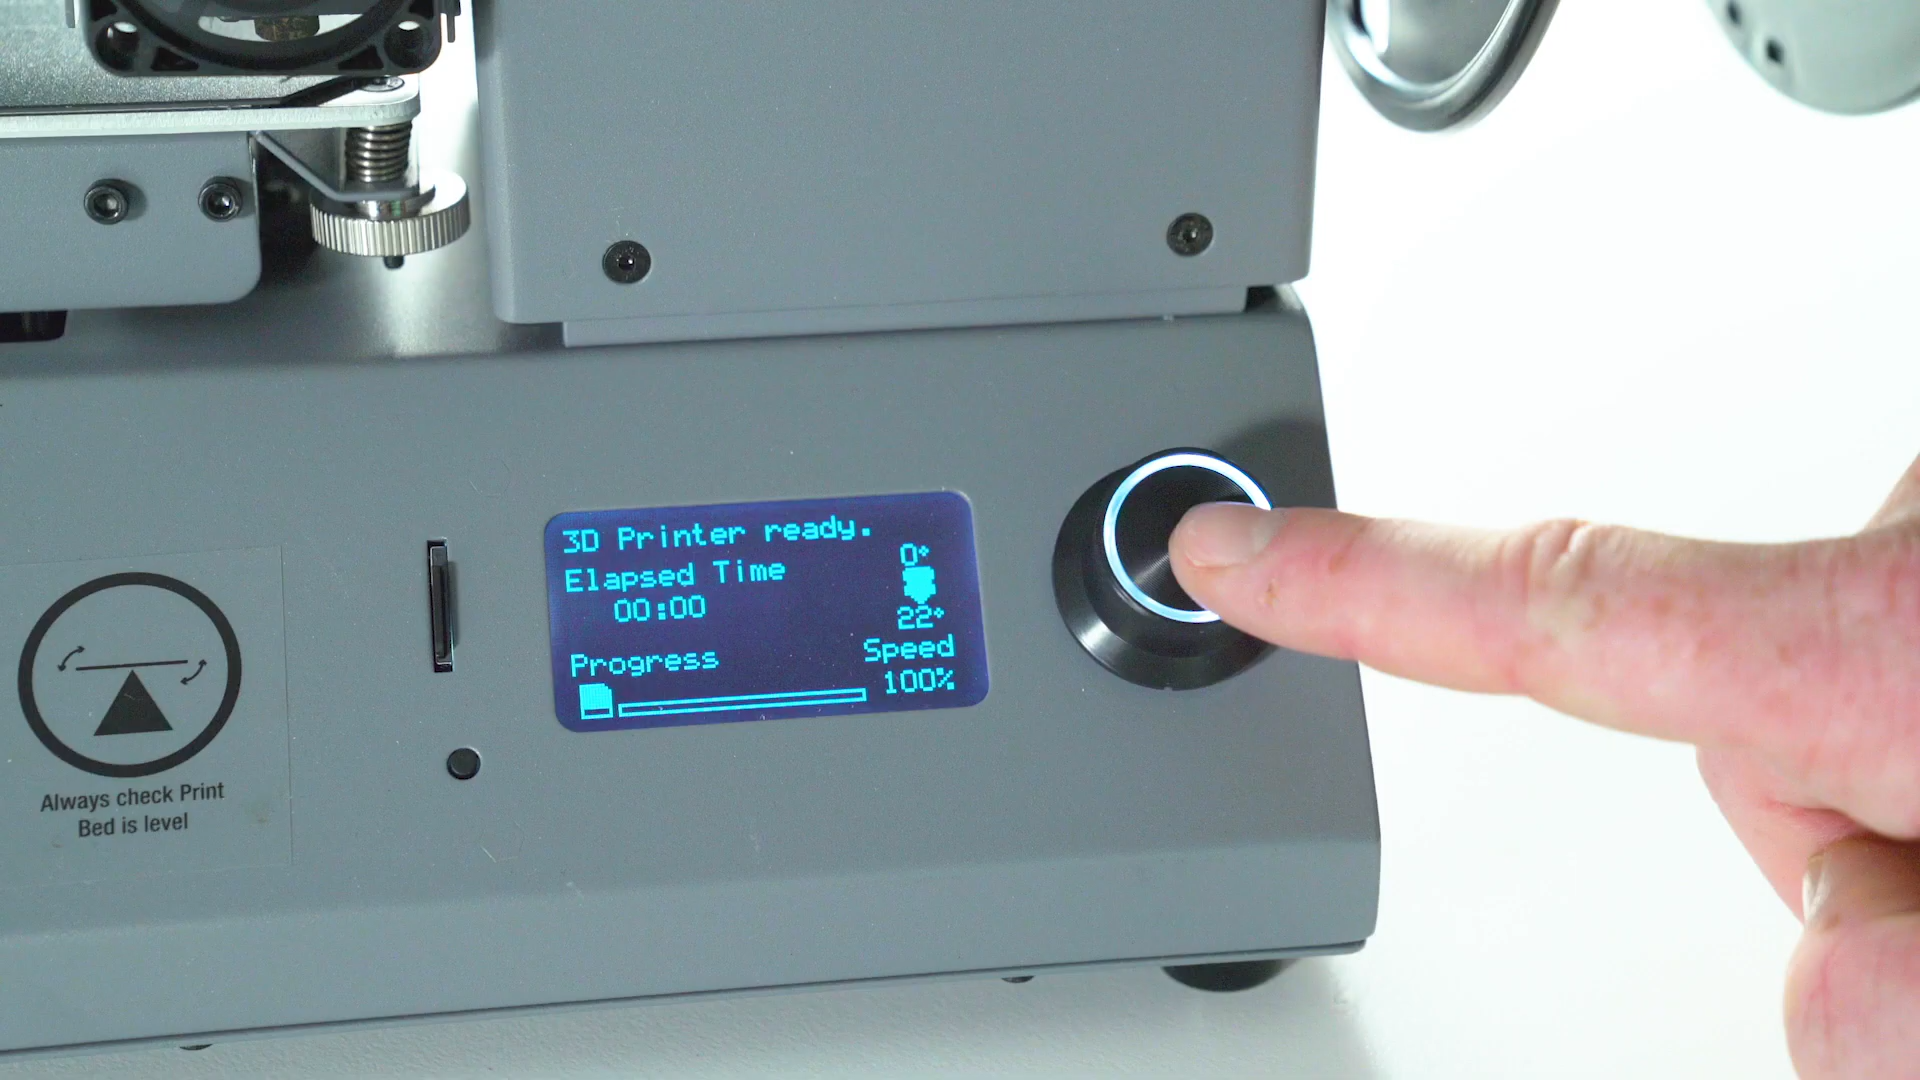 3D Printer ready.
0°
Elapsed Time
00:00
22°
Speed
Progress
100%
Always check Print
Bed is level